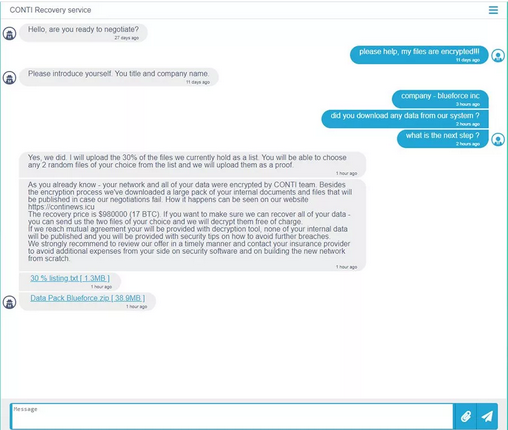 CONTI Recovery service
Hello, are you ready to negotiate?
27 days ago
please help, my files are encrypted!!!
11 days ago
Please introduce yourself. You title and company name.
11 days ago
company - blueforce inc
3 hours ago
did you download any data from our system ?
2 hours ago
what is the next step ?
2 hours ago
Yes, we did. I will upload the 30% of the files we currently hold as a list. You will be able to choose
any 2 random files of your choice from the list and we will upload them as a proof.
1 hour ago
As you already know - your network and all of your data were encrypted by CONTI team. Besides
the encryption process we've downloaded a large pack of your internal documents and files that will
be published in case our negotiations fail. How it happens can be seen on our website
https://continews.icu
The recovery price is $980000 (17 BTC). If you want to make sure we can recover all of your data -
you can send us the two files of your choice and we will decrypt them free of charge.
If we reach mutual agreement your will be provided with decryption tool, none of your internal data
will be published and you will be provided with security tips on how to avoid further breaches.
We strongly recommend to review our offer in a timely manner and contact your insurance provider
to avoid additional expenses from your side on security software and on building the new network
from scratch.
1 hour ago
30 % listing.txt [ 1.3MB ]
1 hour ago
Data Pack Blueforce.zip [ 38.9MB ]
1 hour ago
Message